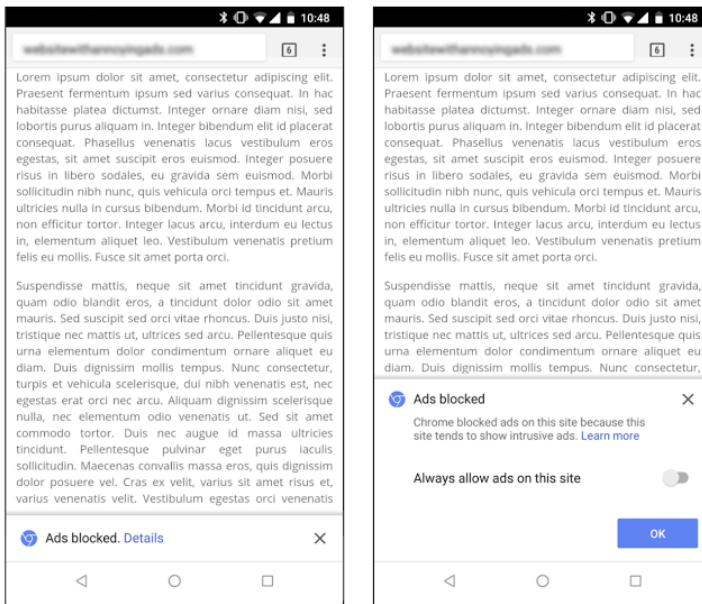 10:48
websitewithannoyingads.com
6
Lorem ipsum dolor sit amet, consectetur adipiscing elit.
Praesent fermentum ipsum sed varius consequat. In hac
habitasse platea dictumst. Integer ornare diam nisi, sed
lobortis purus aliquam in. Integer bibendum elit id placerat
consequat. Phasellus venenatis lacus vestibulum eros
egestas, sit amet suscipit eros euismod. Integer posuere
risus in libero sodales, eu gravida sem euismod. Morbi
sollicitudin nibh nunc, quis vehicula orci tempus et. Mauris
ultricies nulla in cursus bibendum. Morbi id tincidunt arcu,
non efficitur tortor. Integer lacus arcu, interdum eu lectus
in, elementum aliquet leo. Vestibulum venenatis pretium
felis eu mollis. Fusce sit amet porta orci.
Suspendisse mattis, neque sit amet tincidunt gravida,
quam odio blandit eros, a tincidunt dolor odio sit amet
mauris. Sed suscipit sed orci vitae rhoncus. Duis justo nisi,
tristique nec mattis ut, ultrices sed arcu. Pellentesque quis
urna elementum dolor condimentum ornare aliquet eu
diam. Duis dignissim mollis tempus. Nunc consectetur,
turpis et vehicula scelerisque, dui nibh venenatis est, nec
egestas erat orci nec arcu. Aliquam dignissim scelerisque
nulla, nec elementum odio venenatis ut. Sed sit amet
commodo tortor. Duis nec augue id massa ultricies
tincidunt. Pellentesque pulvinar eget purus iaculis
sollicitudin. Maecenas convallis massa eros, quis dignissim
dolor posuere vel. Cras ex velit, varius sit amet risus et,
varius venenatis velit. Vestibulum egestas orci venenatis
Ads blocked. Details
10:48
websitewithannoyingads.com
6
Lorem ipsum dolor sit amet, consectetur adipiscing elit.
Praesent fermentum ipsum sed varius consequat. In hac
habitasse platea dictumst. Integer ornare diam nisi, sed
lobortis purus aliquam in. Integer bibendum elit id placerat
consequat. Phasellus venenatis lacus vestibulum eros
egestas, sit amet suscipit eros euismod. Integer posuere
risus in libero sodales, eu gravida sem euismod. Morbi
sollicitudin nibh nunc, quis vehicula orci tempus et. Mauris
ultricies nulla in cursus bibendum. Morbi id tincidunt arcu,
non efficitur tortor. Integer lacus arcu, interdum eu lectus
in, elementum aliquet leo. Vestibulum venenatis pretium
felis eu mollis. Fusce sit amet porta orci.
Suspendisse mattis, neque sit amet tincidunt gravida,
quam odio blandit eros, a tincidunt dolor odio sit amet
mauris. Sed suscipit sed orci vitae rhoncus. Duis justo nisi,
tristique nec mattis ut, ultrices sed arcu. Pellentesque quis
urna elementum dolor condimentum ornare aliquet eu
diam. Duis dignissim mollis tempus. Nunc consectetur,
Ads blocked
Chrome blocked ads on this site because this
site tends to show intrusive ads. Learn more
Always allow ads on this site
OK